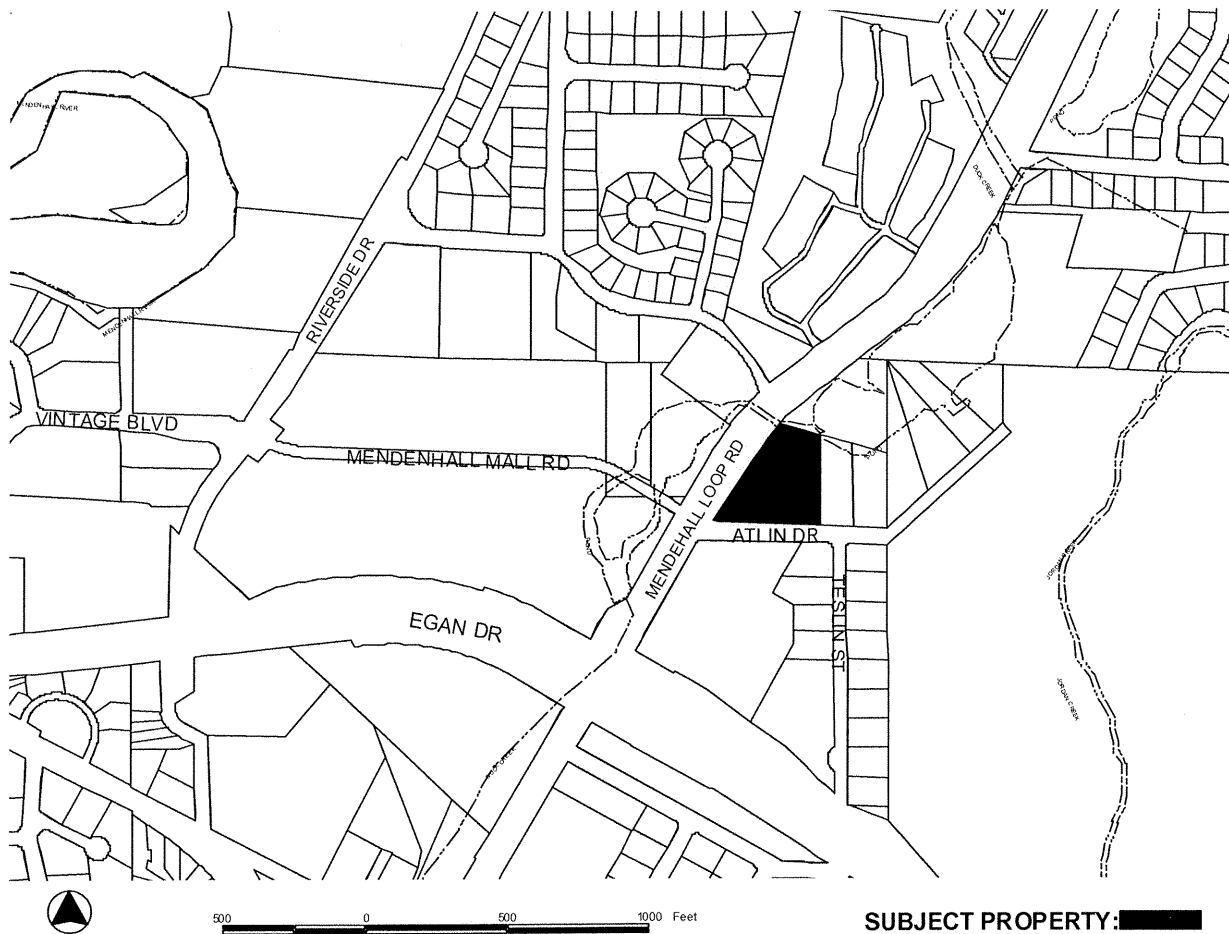 MENDENHALL RIVER
DUCK CREEK
RIVERSIDE DR
VINTAGE BLVD
MENDENHALL MALL RD
MENDEHALL LOOP RD
ATLIN DR
TESLIN ST
EGAN DR
JORDAN CREEK
500 0 500 1000 Feet
SUBJECT PROPERTY: